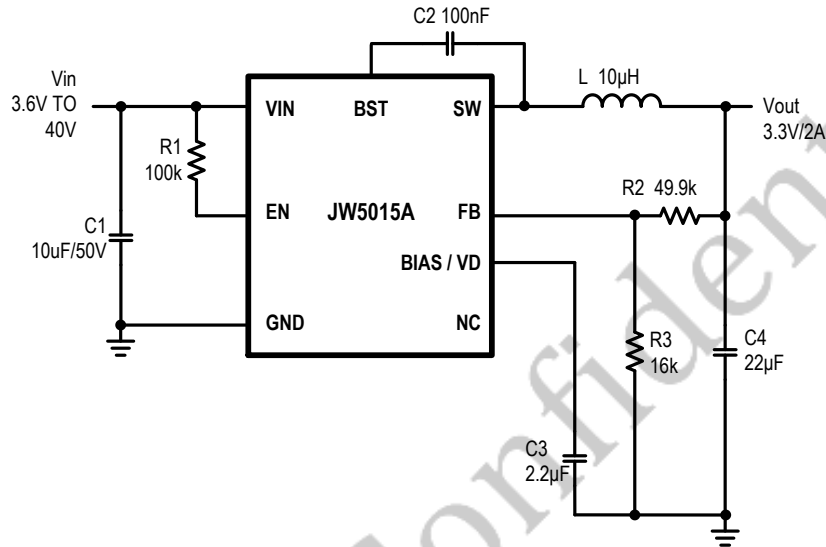 C2 100nF
Vin
3.6V TO
40V
L 10µH
Vout
3.3V/2A
VIN
BST
SW
R1
100k
R2 49.9k
EN
JW5015A
FB
C1
10uF/50V
BIAS / VD
GND
NC
R3
16k
C4
22µF
C3
2.2µF
Confident